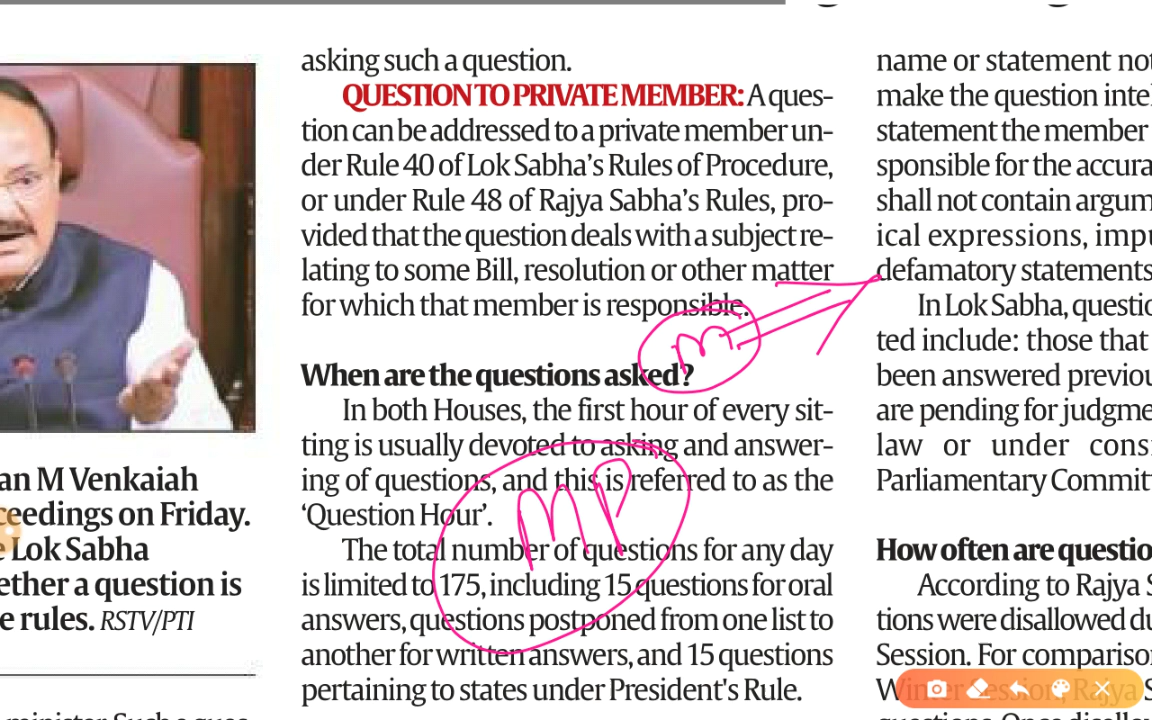 an M Venkaiah
ceedings on Friday.
e Lok Sabha
ether a question is
e rules. RSTV/PTI
asking such a question.
QUESTION TO PRIVATE MEMBER: A ques-
tion can be addressed to a private member un-
der Rule 40 of Lok Sabha's Rules of Procedure,
or under Rule 48 of Rajya Sabha's Rules, pro-
vided that the question deals with a subject re-
lating to some Bill, resolution or other matter
for which that member is responsible.
m
When are the questions asked?
In both Houses, the first hour of every sit-
ting is usually devoted to asking and answer-
ing of questions, and this is referred to as the
'Question Hour'.
MP
The total number of questions for any day
is limited to 175, including 15 questions for oral
answers, questions postponed from one list to
another for written answers, and 15 questions
pertaining to states under President's Rule.
name or statement not
make the question intel
statement the member
sponsible for the accura
shall not contain argum
ical expressions, impu
defamatory statements
In Lok Sabha, questio
ted include: those that
been answered previou
are pending for judgme
law or under consi
Parliamentary Committ
How often are questio
According to Rajya S
tions were disallowed du
Session. For compariso
Winter Session, Rajya S